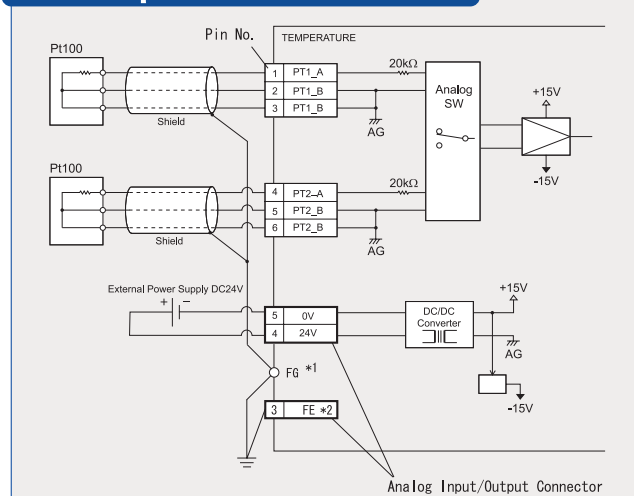 Pin No.
TEMPERATURE
Pt100
1 PT1_A
2 PT1_B
3 PT1_B
Shield
20kΩ
AG
Analog
SW
+15V
-15V
Pt100
4 PT2_A
5 PT2_B
6 PT2_B
Shield
20kΩ
AG
External Power Supply DC24V
+ −
5 0V
4 24V
DC/DC
Converter
+15V
AG
-15V
FG *1
3 FE *2
Analog Input/Output Connector